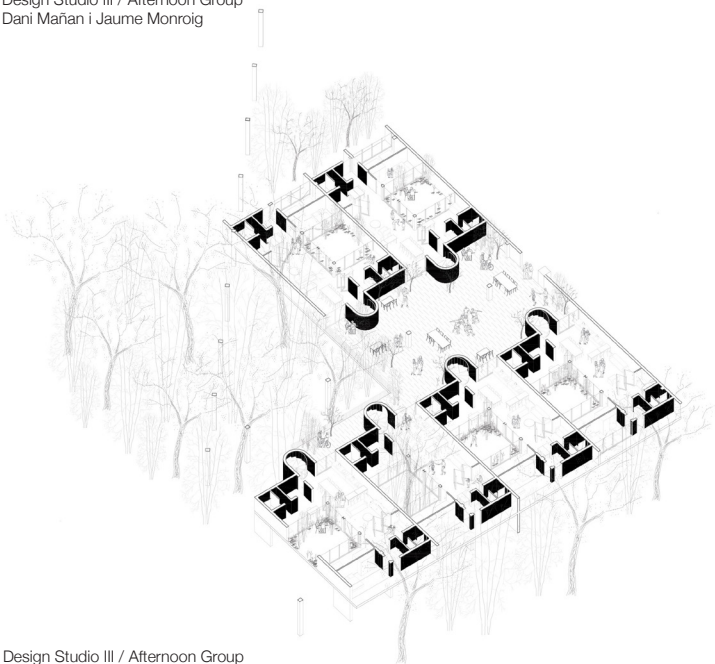 Design Studio III / Afternoon Group
Dani Mañan i Jaume Monroig
Design Studio III / Afternoon Group